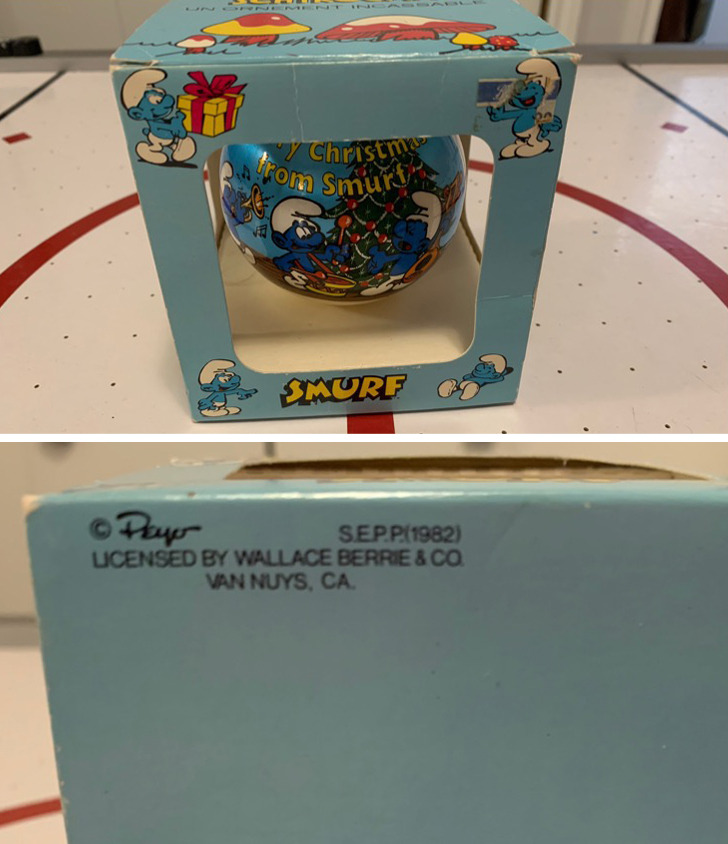 UN ORNEMENT INCASSABLE
Christmas
from Smurf
SMURF
© Peyo
S.E.P.P.(1982)
LICENSED BY WALLACE BERRIE & CO.
VAN NUYS, CA.